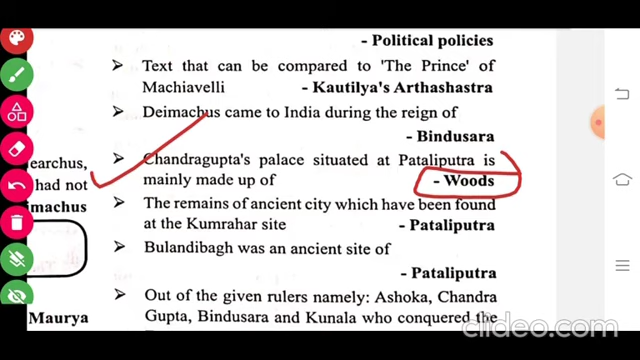 - Political policies
➤ Text that can be compared to 'The Prince' of
Machiavelli - Kautilya's Arthashastra
➤ Deimachus came to India during the reign of
- Bindusara
earchus,
had not
imachus
➤ Chandragupta's palace situated at Pataliputra is
mainly made up of - Woods
➤ The remains of ancient city which have been found
at the Kumrahar site - Pataliputra
➤ Bulandibagh was an ancient site of
- Pataliputra
➤ Out of the given rulers namely: Ashoka, Chandra
Maurya
Gupta, Bindusara and Kunala who conquered the
clideo.com